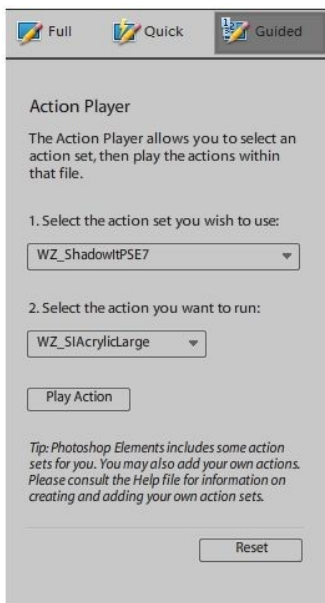 Full Quick Guided
Action Player
The Action Player allows you to select an
action set, then play the actions within
that file.
1. Select the action set you wish to use:
WZ_ShadowItPSE7
2. Select the action you want to run:
WZ_SIAcrylicLarge
Play Action
Tip: Photoshop Elements includes some action
sets for you. You may also add your own actions.
Please consult the Help file for information on
creating and adding your own action sets.
Reset